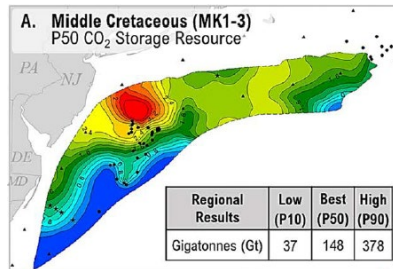 A. Middle Cretaceous (MK1-3)
P50 CO₂ Storage Resource
PA
NJ
DE
MD
Regional Results Low (P10) Best (P50) High (P90)
Gigatonnes (Gt) 37 148 378